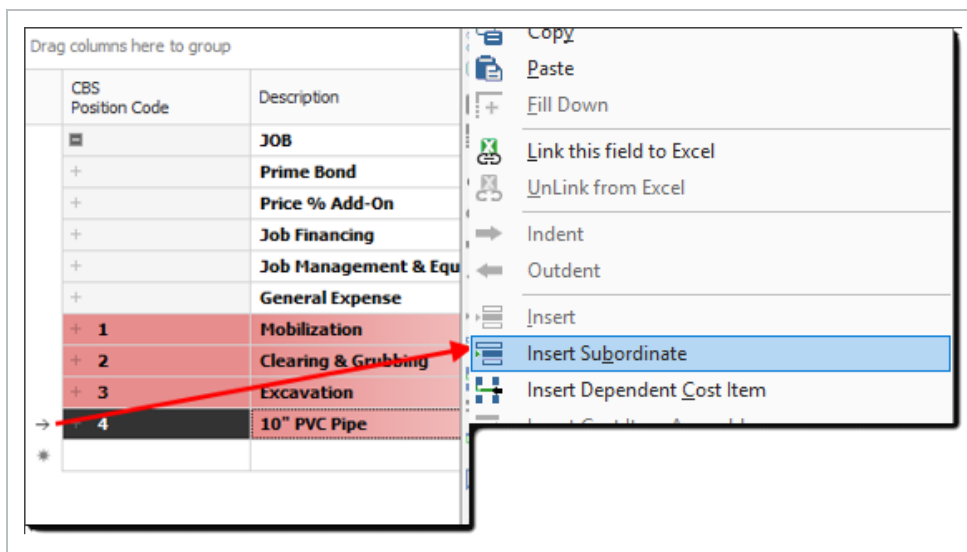 Drag columns here to group
CBS
Position Code
Description
JOB
Prime Bond
Price % Add-On
Job Financing
Job Management & Equ
General Expense
1 Mobilization
2 Clearing & Grubbing
3 Excavation
4 10" PVC Pipe
Copy
Paste
Fill Down
Link this field to Excel
UnLink from Excel
Indent
Outdent
Insert
Insert Subordinate
Insert Dependent Cost Item